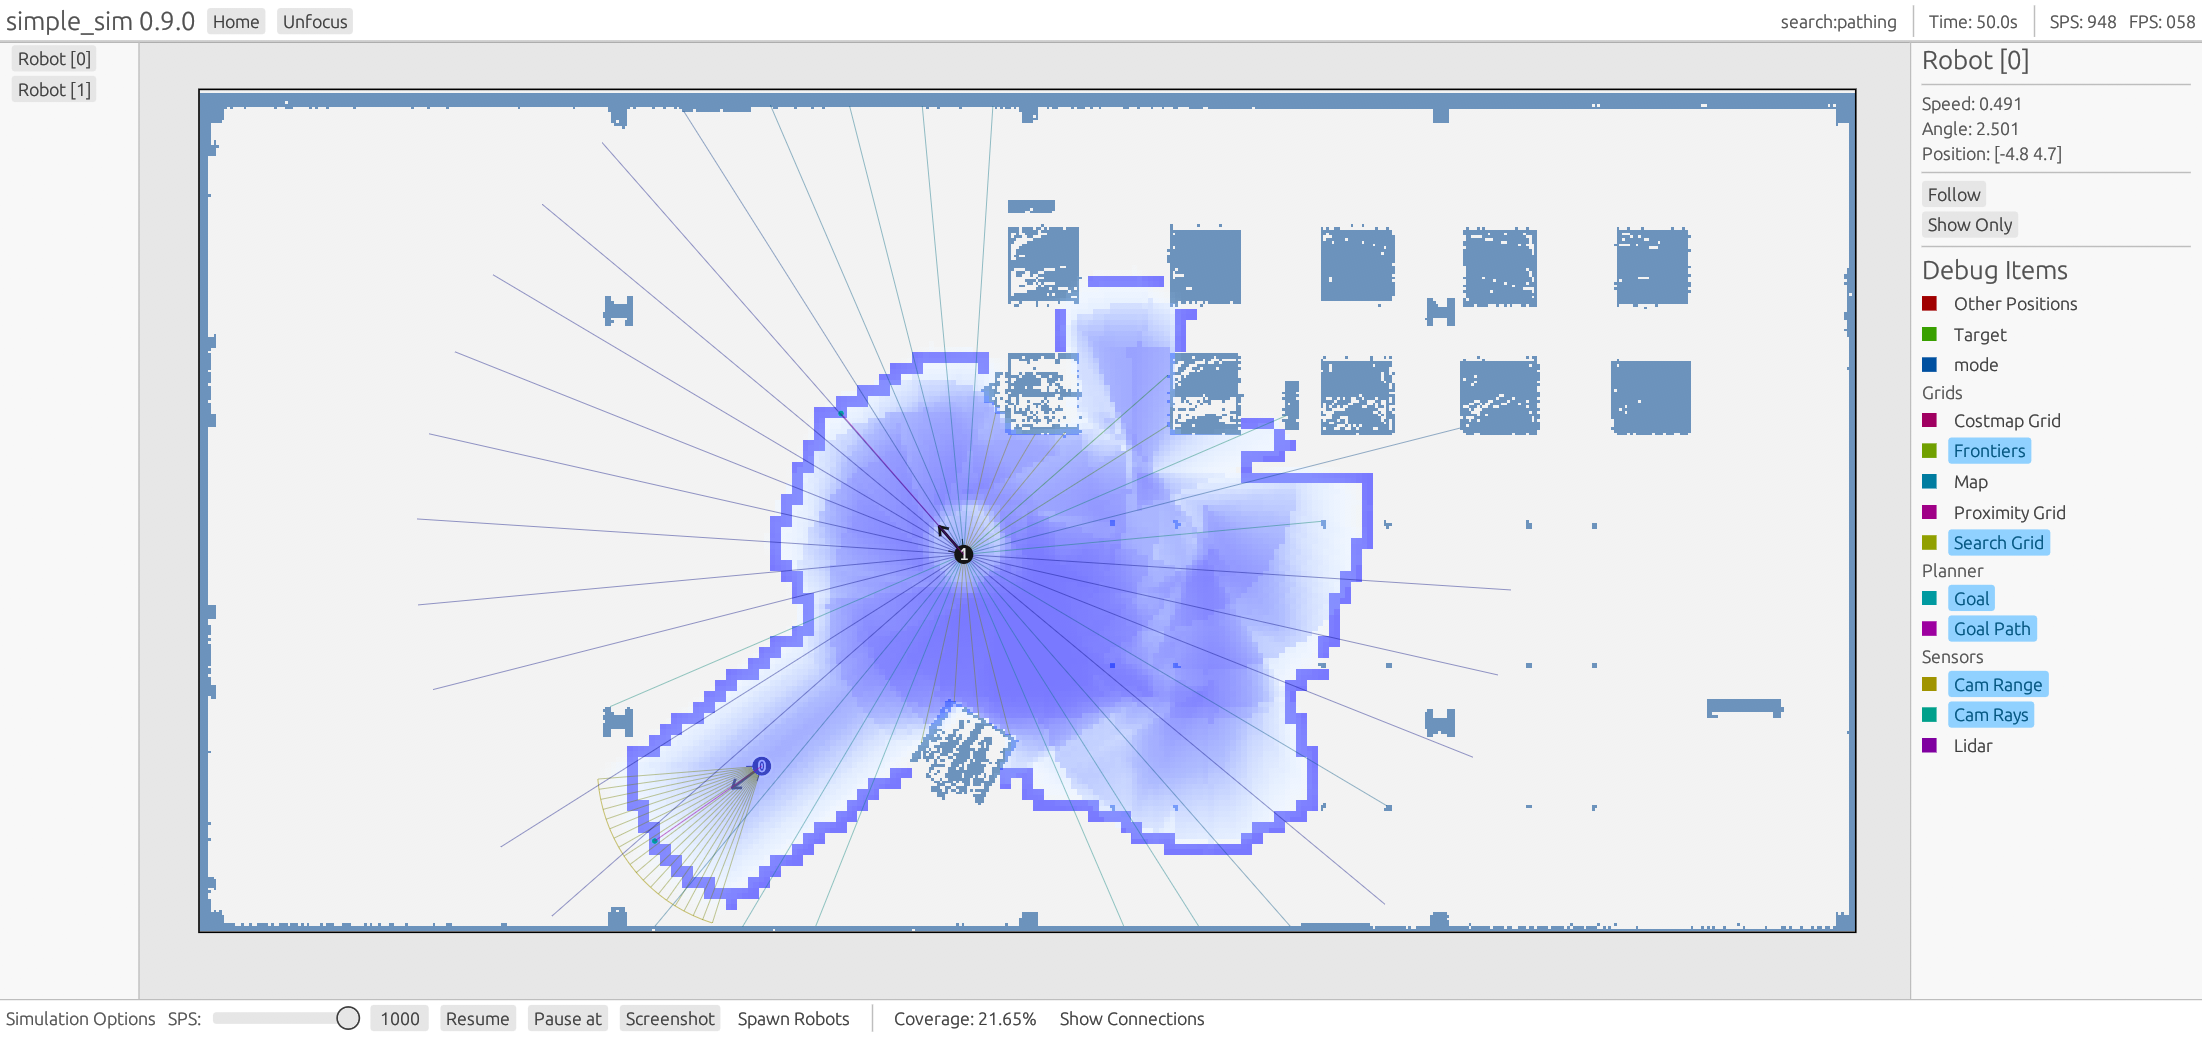 simple_sim 0.9.0 Home Unfocus search:pathing Time: 50.0s SPS: 948 FPS: 058
Robot [0]
Robot [1]
1
0
Robot [0]
Speed: 0.491
Angle: 2.501
Position: [-4.8 4.7]
Follow
Show Only
Debug Items
Other Positions
Target
mode
Grids
Costmap Grid
Frontiers
Map
Proximity Grid
Search Grid
Planner
Goal
Goal Path
Sensors
Cam Range
Cam Rays
Lidar
Simulation Options SPS: 1000 Resume Pause at Screenshot Spawn Robots Coverage: 21.65% Show Connections